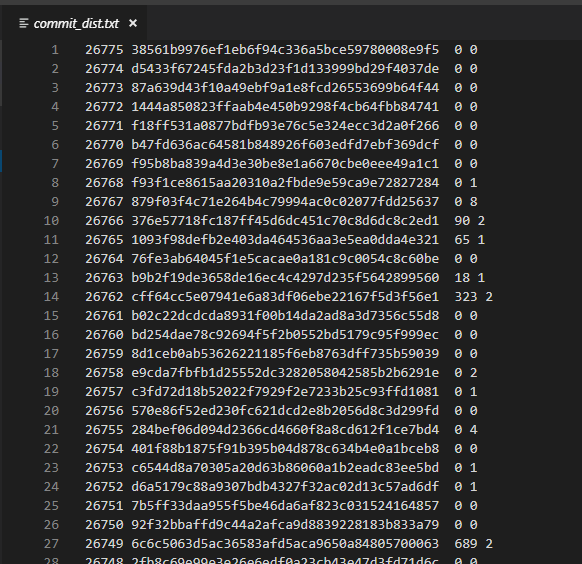 commit_dist.txt ×
1 26775 38561b9976ef1eb6f94c336a5bce59780008e9f5 0 0
2 26774 d5433f67245fda2b3d23f1d133999bd29f4037de 0 0
3 26773 87a639d43f10a49ebf9a1e8fcd26553699b64f44 0 0
4 26772 1444a850823ffaab4e450b9298f4cb64fbb84741 0 0
5 26771 f18ff531a0877bdfb93e76c5e324ecc3d2a0f266 0 0
6 26770 b47fd636ac64581b848926f603edfd7ebf369dcf 0 0
7 26769 f95b8ba839a4d3e30be8e1a6670cbe0eee49a1c1 0 0
8 26768 f93f1ce8615aa20310a2fbde9e59ca9e72827284 0 1
9 26767 879f03f4c71e264b4c79994ac0c02077fdd25637 0 8
10 26766 376e57718fc187ff45d6dc451c70c8d6dc8c2ed1 90 2
11 26765 1093f98defb2e403da464536aa3e5ea0dda4e321 65 1
12 26764 76fe3ab64045f1e5cacae0a181c9c0054c8c60be 0 0
13 26763 b9b2f19de3658de16ec4c4297d235f5642899560 18 1
14 26762 cff64cc5e07941e6a83df06ebe22167f5d3f56e1 323 2
15 26761 b02c22dcdcda8931f00b14da2ad8a3d7356c55d8 0 0
16 26760 bd254dae78c92694f5f2b0552bd5179c95f999ec 0 0
17 26759 8d1ceb0ab53626221185f6eb8763dff735b59039 0 0
18 26758 e9cda7fbfb1d25552dc3282058042585b2b6291e 0 2
19 26757 c3fd72d18b52022f7929f2e7233b25c93ffd1081 0 1
20 26756 570e86f52ed230fc621dcd2e8b2056d8c3d299fd 0 0
21 26755 284bef06d094d2366cd4660f8a8cd612f1ce7bd4 0 4
22 26754 401f88b1875f91b395b04d878c634b4e0a1bceb8 0 0
23 26753 c6544d8a70305a20d63b86060a1b2eadc83ee5bd 0 1
24 26752 d6a5179c88a9307bdb4327f32ac02d13c57ad6df 0 1
25 26751 7b5ff33daa955f5be46da6af823c031524164857 0 0
26 26750 92f32bbaffd9c44a2afca9d8839228183b833a79 0 0
27 26749 6c6c5063d5ac36583afd5aca9650a84805700063 689 2
28 26748 2fb8c69e99e3e26e6edf0a23cb43e47d3fd71d6c 0 0